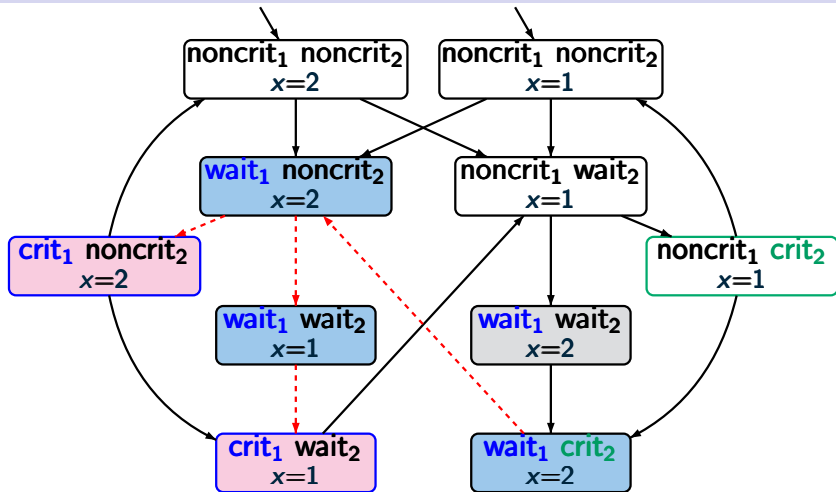 noncrit₁ noncrit₂
x=2
noncrit₁ noncrit₂
x=1
wait₁ noncrit₂
x=2
noncrit₁ wait₂
x=1
crit₁ noncrit₂
x=2
noncrit₁ crit₂
x=1
wait₁ wait₂
x=1
wait₁ wait₂
x=2
crit₁ wait₂
x=1
wait₁ crit₂
x=2